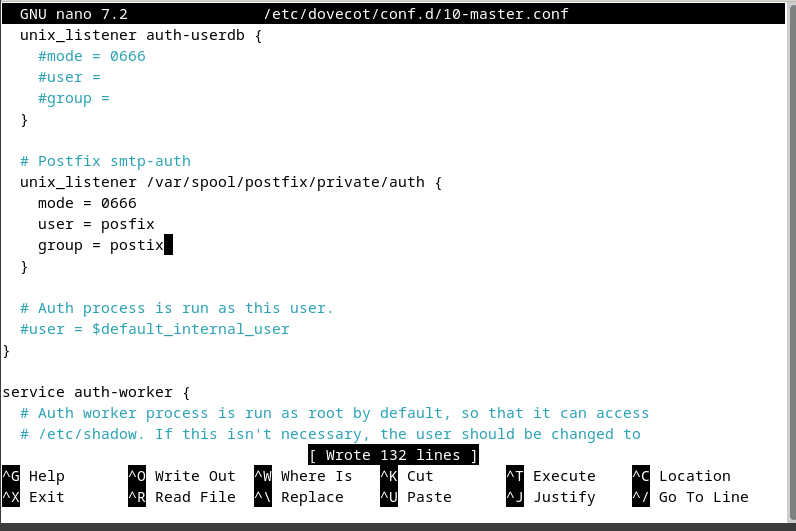 GNU nano 7.2 /etc/dovecot/conf.d/10-master.conf
unix_listener auth-userdb {
#mode = 0666
#user =
#group =
}
# Postfix smtp-auth
unix_listener /var/spool/postfix/private/auth {
mode = 0666
user = posfix
group = postix
}
# Auth process is run as this user.
#user = $default_internal_user
}
service auth-worker {
# Auth worker process is run as root by default, so that it can access
# /etc/shadow. If this isn't necessary, the user should be changed to
[ Wrote 132 lines ]
^G Help ^O Write Out ^W Where Is ^K Cut ^T Execute ^C Location
^X Exit ^R Read File ^\ Replace ^U Paste ^J Justify ^/ Go To Line